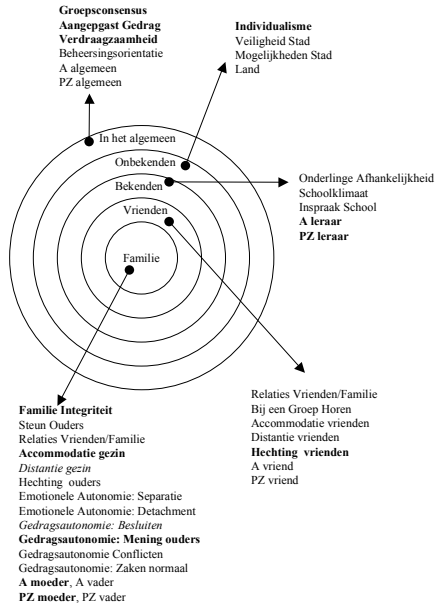 Groepsconsensus
Aangepgast Gedrag
Verdraagzaamheid
Beheersingsorientatie
A algemeen
PZ algemeen
Individualisme
Veiligheid Stad
Mogelijkheden Stad
Land
In het algemeen
Onbekenden
Bekenden
Vrienden
Familie
Onderlinge Afhankelijkheid
Schoolklimaat
Inspraak School
A leraar
PZ leraar
Relaties Vrienden/Familie
Bij een Groep Horen
Accommodatie vrienden
Distantie vrienden
Hechting vrienden
A vriend
PZ vriend
Familie Integriteit
Steun Ouders
Relaties Vrienden/Familie
Accommodatie gezin
Distantie gezin
Hechting ouders
Emotionele Autonomie: Separatie
Emotionele Autonomie: Detachment
Gedragsautonomie: Besluiten
Gedragsautonomie: Mening ouders
Gedragsautonomie Conflicten
Gedragsautonomie: Zaken normaal
A moeder, A vader
PZ moeder, PZ vader